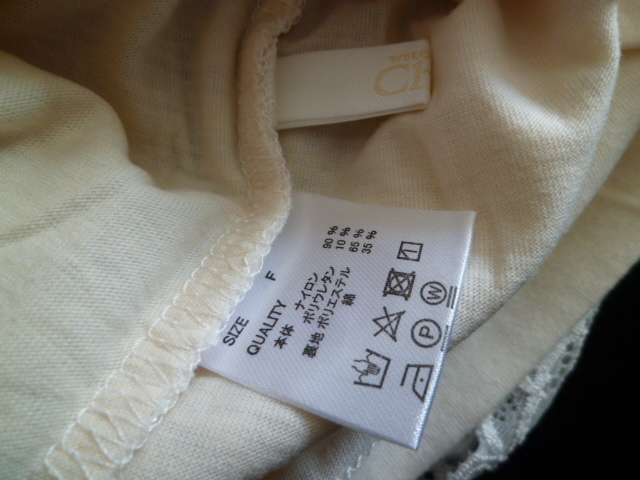 CR
SIZE F
QUALITY
本体 ナイロン 90 %
ポリウレタン 10 %
裏地 ポリエステル 65 %
綿 35 %
P
W